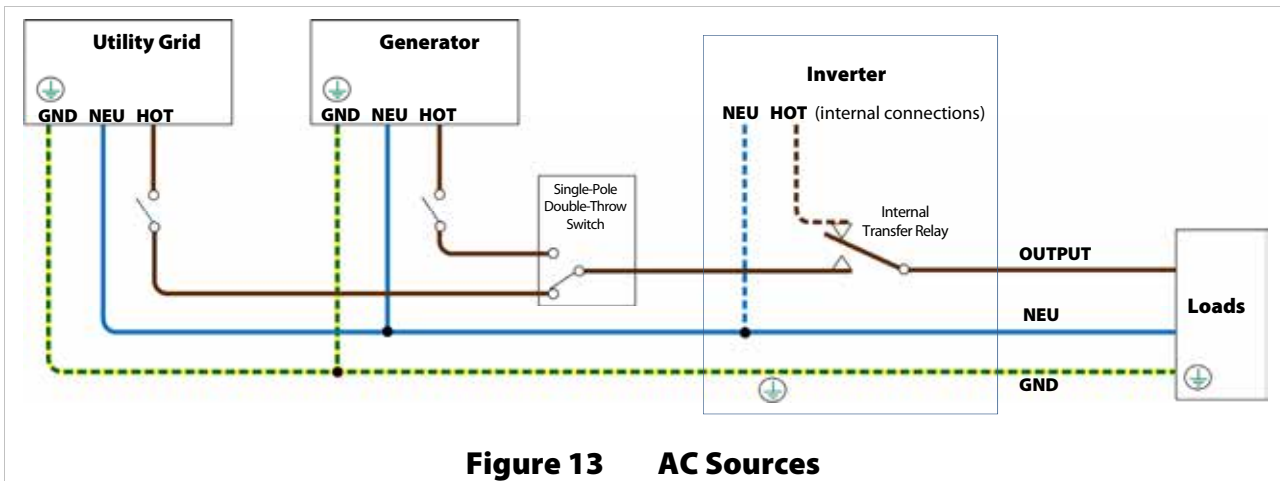 Utility Grid
GND NEU HOT
Generator
GND NEU HOT
Single-Pole
Double-Throw
Switch
Inverter
NEU HOT (internal connections)
Internal
Transfer Relay
OUTPUT
NEU
GND
Loads
Figure 13 AC Sources